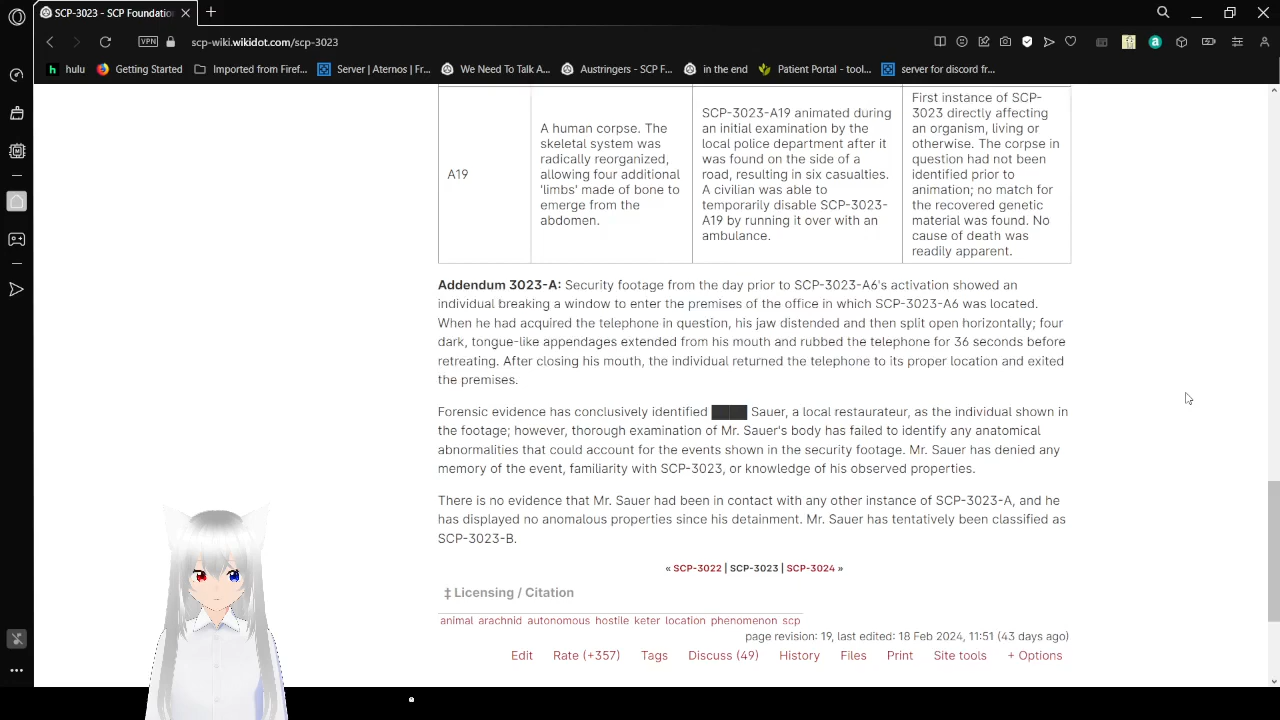 SCP-3023 - SCP Foundation
scp-wiki.wikidot.com/scp-3023
VPN
hulu
Getting Started
Imported from Firef...
Server | Aternos | Fr...
We Need To Talk A...
Austringers - SCP F...
in the end
Patient Portal - tool...
server for discord fr...
A19
A human corpse. The
skeletal system was
radically reorganized,
allowing four additional
'limbs' made of bone to
emerge from the
abdomen.
SCP-3023-A19 animated during
an initial examination by the
local police department after it
was found on the side of a
road, resulting in six casualties.
A civilian was able to
temporarily disable SCP-3023-
A19 by running it over with an
ambulance.
First instance of SCP-
3023 directly affecting
an organism, living or
otherwise. The corpse in
question had not been
identified prior to
animation; no match for
the recovered genetic
material was found. No
cause of death was
readily apparent.
Addendum 3023-A: Security footage from the day prior to SCP-3023-A6's activation showed an
individual breaking a window to enter the premises of the office in which SCP-3023-A6 was located.
When he had acquired the telephone in question, his jaw distended and then split open horizontally; four
dark, tongue-like appendages extended from his mouth and rubbed the telephone for 36 seconds before
retreating. After closing his mouth, the individual returned the telephone to its proper location and exited
the premises.
Forensic evidence has conclusively identified ████ Sauer, a local restaurateur, as the individual shown in
the footage; however, thorough examination of Mr. Sauer's body has failed to identify any anatomical
abnormalities that could account for the events shown in the security footage. Mr. Sauer has denied any
memory of the event, familiarity with SCP-3023, or knowledge of his observed properties.
There is no evidence that Mr. Sauer had been in contact with any other instance of SCP-3023-A, and he
has displayed no anomalous properties since his detainment. Mr. Sauer has tentatively been classified as
SCP-3023-B.
« SCP-3022 | SCP-3023 | SCP-3024 »
‡ Licensing / Citation
animal arachnid autonomous hostile keter location phenomenon scp
page revision: 19, last edited: 18 Feb 2024, 11:51 (43 days ago)
Edit Rate (+357) Tags Discuss (49) History Files Print Site tools + Options